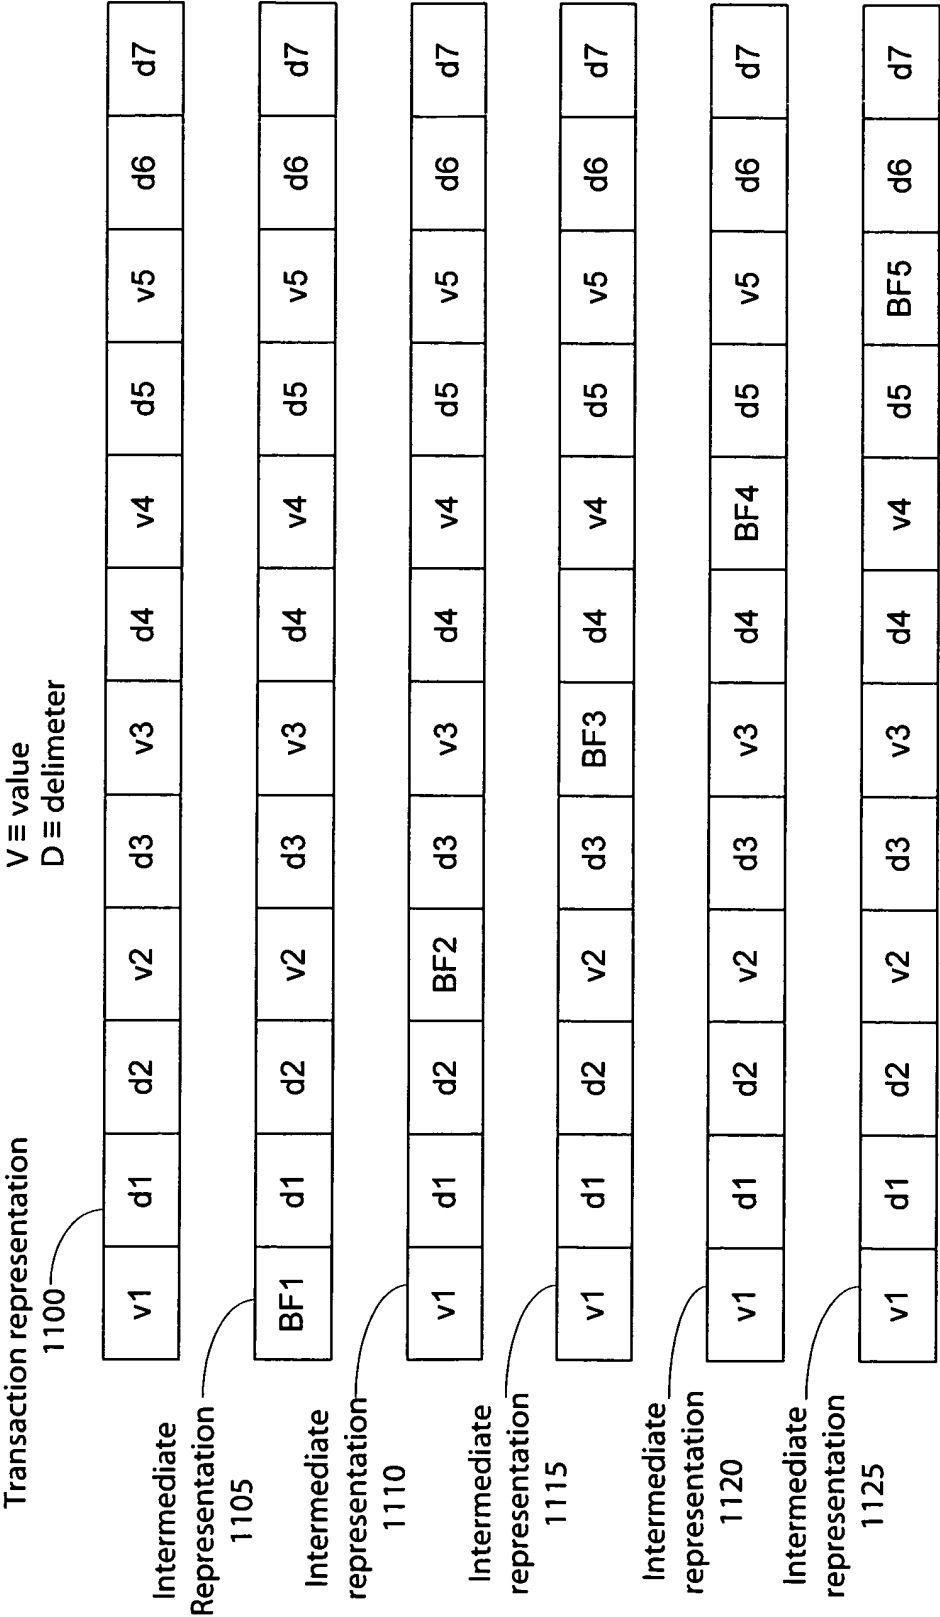 V ≡ value
D ≡ delimeter
Transaction representation
1100
v1 d1 d2 v2 d3 v3 d4 v4 d5 v5 d6 d7
Intermediate
Representation
1105
BF1 d1 d2 v2 d3 v3 d4 v4 d5 v5 d6 d7
Intermediate
representation
1110
v1 d1 d2 BF2 d3 v3 d4 v4 d5 v5 d6 d7
Intermediate
representation
1115
v1 d1 d2 v2 d3 BF3 d4 v4 d5 v5 d6 d7
Intermediate
representation
1120
v1 d1 d2 v2 d3 v3 d4 BF4 d5 v5 d6 d7
Intermediate
representation
1125
v1 d1 d2 v2 d3 v3 d4 v4 d5 BF5 d6 d7